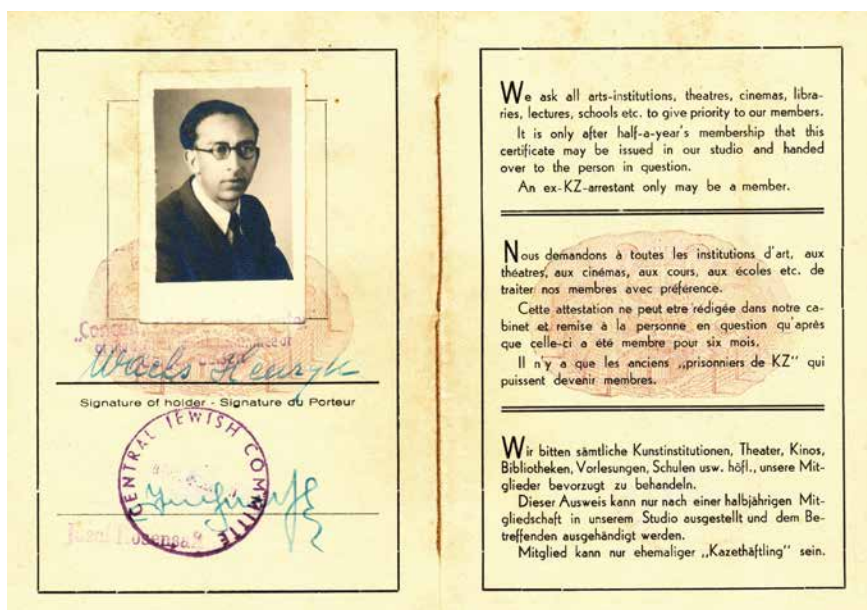 "Concen
Wachs Henryk
Signature of holder - Signature du Porteur
CENTRAL JEWISH COMMITTE
Josef Rosensaft
We ask all arts-institutions, theatres, cinemas, libra-
ries, lectures, schools etc. to give priority to our members.
It is only after half-a-year's membership that this
certificate may be issued in our studio and handed
over to the person in question.
An ex-KZ-arrestant only may be a member.
Nous demandons à toutes les institutions d'art, aux
théatres, aux cinémas, aux cours, aux écoles etc. de
traiter nos membres avec préférence.
Cette attestation ne peut etre rédigée dans notre ca-
binet et remise à la personne en question qu'après
que celle-ci a été membre pour six mois.
Il n'y a que les anciens „prisonniers de KZ" qui
puissent devenir membres.
Wir bitten sämtliche Kunstinstitutionen, Theater, Kinos,
Bibliotheken, Vorlesungen, Schulen usw. höfl., unsere Mit-
glieder bevorzugt zu behandeln.
Dieser Ausweis kann nur nach einer halbjährigen Mit-
gliedschaft in unserem Studio ausgestellt und dem Be-
treffenden ausgehändigt werden.
Mitglied kann nur ehemaliger „Kazethäftling" sein.